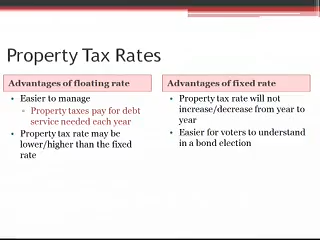 Property Tax Rates
Advantages of floating rate
• Easier to manage
▫ Property taxes pay for debt
service needed each year
• Property tax rate may be
lower/higher than the fixed
rate
Advantages of fixed rate
• Property tax rate will not
increase/decrease from year to
year
• Easier for voters to understand
in a bond election